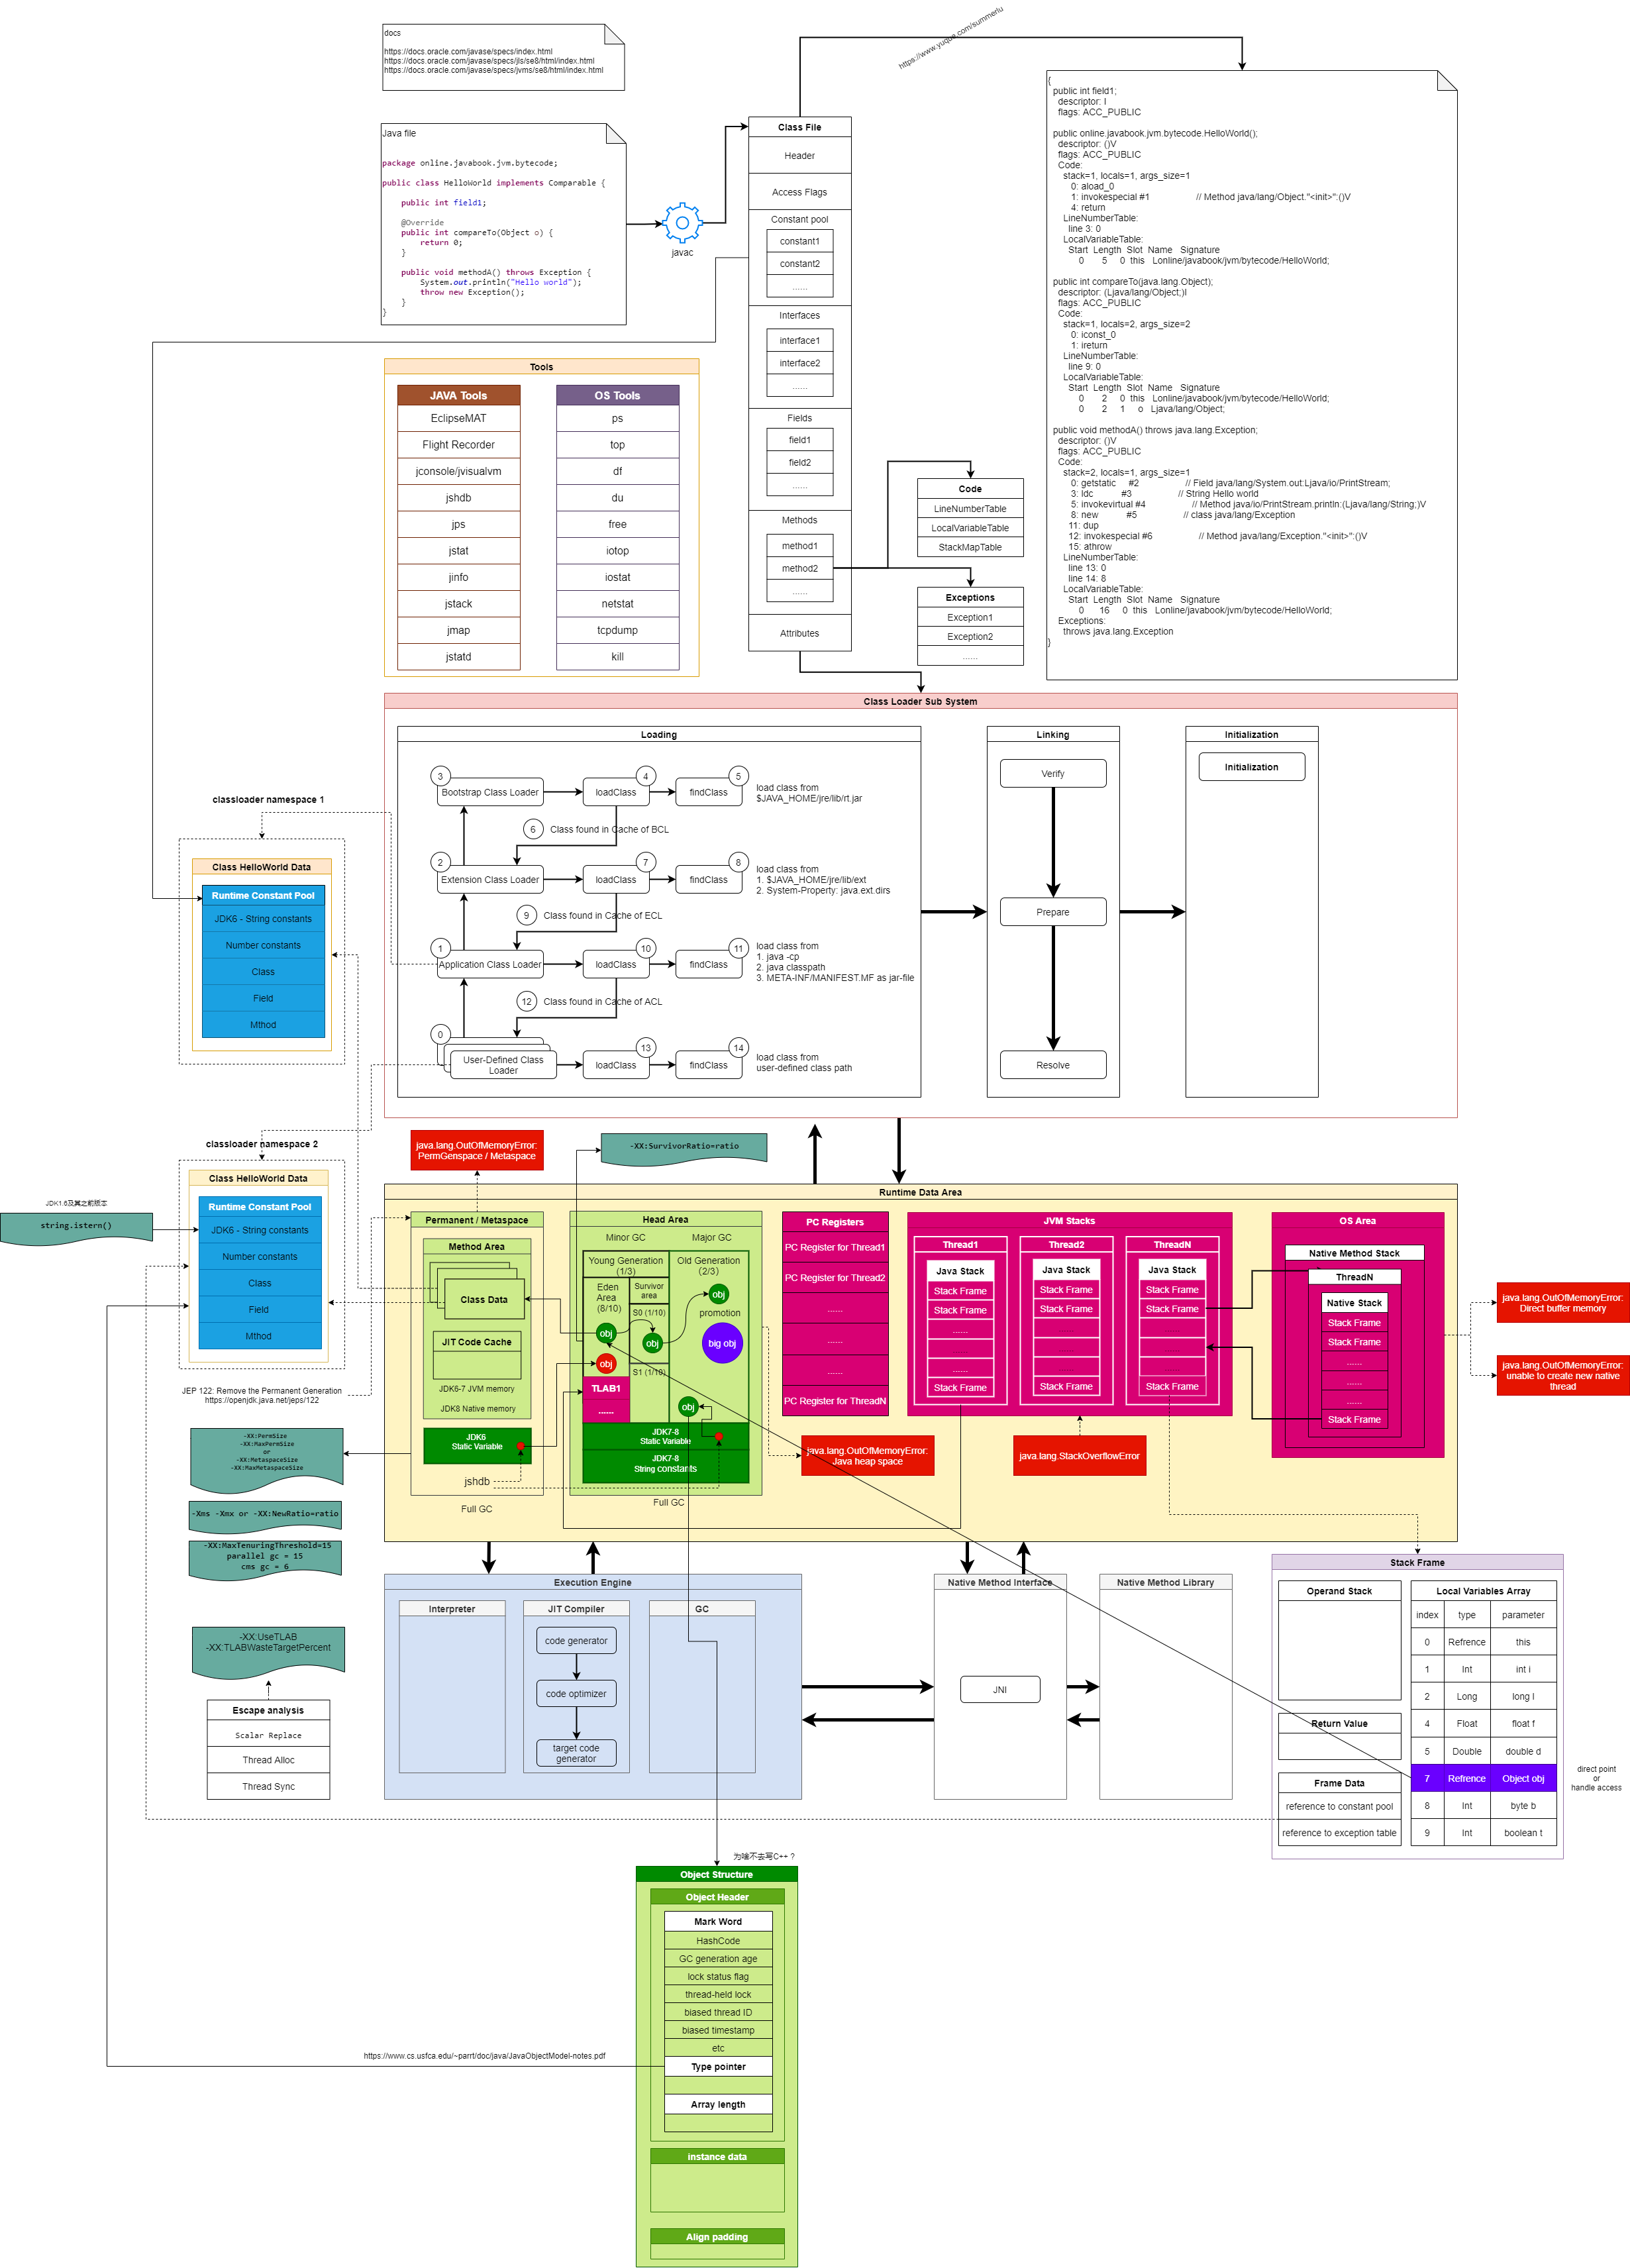 docs
https://docs.oracle.com/javase/specs/index.html
https://docs.oracle.com/javase/specs/jls/se8/html/index.html
https://docs.oracle.com/javase/specs/jvms/se8/html/index.html
https://www.yuque.com/summerlu
Java file
package online.javabook.jvm.bytecode;
public class HelloWorld implements Comparable {
public int field1;
@Override
public int compareTo(Object o) {
return 0;
}
public void methodA() throws Exception {
System.out.println("Hello world");
throw new Exception();
}
}
javac
Class File
Header
Access Flags
Constant pool
constant1
constant2
......
Interfaces
interface1
interface2
......
Fields
field1
field2
......
Methods
method1
method2
......
Attributes
Code
LineNumberTable
LocalVariableTable
StackMapTable
Exceptions
Exception1
Exception2
......
{
public int field1;
descriptor: I
flags: ACC_PUBLIC
public online.javabook.jvm.bytecode.HelloWorld();
descriptor: ()V
flags: ACC_PUBLIC
Code:
stack=1, locals=1, args_size=1
0: aload_0
1: invokespecial #1 // Method java/lang/Object."<init>":()V
4: return
LineNumberTable:
line 3: 0
LocalVariableTable:
Start Length Slot Name Signature
0 5 0 this Lonline/javabook/jvm/bytecode/HelloWorld;
public int compareTo(java.lang.Object);
descriptor: (Ljava/lang/Object;)I
flags: ACC_PUBLIC
Code:
stack=1, locals=2, args_size=2
0: iconst_0
1: ireturn
LineNumberTable:
line 9: 0
LocalVariableTable:
Start Length Slot Name Signature
0 2 0 this Lonline/javabook/jvm/bytecode/HelloWorld;
0 2 1 o Ljava/lang/Object;
public void methodA() throws java.lang.Exception;
descriptor: ()V
flags: ACC_PUBLIC
Code:
stack=2, locals=1, args_size=1
0: getstatic #2 // Field java/lang/System.out:Ljava/io/PrintStream;
3: ldc #3 // String Hello world
5: invokevirtual #4 // Method java/io/PrintStream.println:(Ljava/lang/String;)V
8: new #5 // class java/lang/Exception
11: dup
12: invokespecial #6 // Method java/lang/Exception."<init>":()V
15: athrow
LineNumberTable:
line 13: 0
line 14: 8
LocalVariableTable:
Start Length Slot Name Signature
0 16 0 this Lonline/javabook/jvm/bytecode/HelloWorld;
Exceptions:
throws java.lang.Exception
}
Tools
JAVA Tools
EclipseMAT
Flight Recorder
jconsole/jvisualvm
jshdb
jps
jstat
jinfo
jstack
jmap
jstatd
OS Tools
ps
top
df
du
free
iotop
iostat
netstat
tcpdump
kill
Class Loader Sub System
Loading
3
Bootstrap Class Loader
4
loadClass
5
findClass
load class from
$JAVA_HOME/jre/lib/rt.jar
6
Class found in Cache of BCL
2
Extension Class Loader
7
loadClass
8
findClass
load class from
1. $JAVA_HOME/jre/lib/ext
2. System-Property: java.ext.dirs
9
Class found in Cache of ECL
1
Application Class Loader
10
loadClass
11
findClass
load class from
1. java -cp
2. java classpath
3. META-INF/MANIFEST.MF as jar-file
12
Class found in Cache of ACL
0
User-Defined Class
Loader
13
loadClass
14
findClass
load class from
user-defined class path
Linking
Verify
Prepare
Resolve
Initialization
Initialization
classloader namespace 1
Class HelloWorld Data
Runtime Constant Pool
JDK6 - String constants
Number constants
Class
Field
Mthod
classloader namespace 2
Class HelloWorld Data
Runtime Constant Pool
JDK6 - String constants
Number constants
Class
Field
Mthod
JDK1.6及其之前版本
string.istern()
JEP 122: Remove the Permanent Generation
https://openjdk.java.net/jeps/122
-XX:PermSize
-XX:MaxPermSize
or
-XX:MetaspaceSize
-XX:MaxMetaspaceSize
-Xms -Xmx or -XX:NewRatio=ratio
-XX:MaxTenuringThreshold=15
parallel gc = 15
cms gc = 6
-XX:UseTLAB
-XX:TLABWasteTargetPercent
Escape analysis
Scalar Replace
Thread Alloc
Thread Sync
java.lang.OutOfMemoryError:
PermGenspace / Metaspace
-XX:SurvivorRatio=ratio
Runtime Data Area
Permanent / Metaspace
Method Area
Class Data
JIT Code Cache
JDK6-7 JVM memory
JDK8 Native memory
JDK6
Static Variable
jshdb
Full GC
Head Area
Minor GC
Major GC
Young Generation
(1/3)
Old Generation
(2/3)
Eden
Area
(8/10)
Survivor
area
S0 (1/10)
S1 (1/10)
obj
obj
obj
obj
promotion
big obj
obj
TLAB1
......
JDK7-8
Static Variable
JDK7-8
String constants
Full GC
PC Registers
PC Register for Thread1
PC Register for Thread2
......
......
......
PC Register for ThreadN
JVM Stacks
Thread1
Java Stack
Stack Frame
Stack Frame
......
......
......
Stack Frame
Thread2
Java Stack
Stack Frame
Stack Frame
......
......
......
Stack Frame
ThreadN
Java Stack
Stack Frame
Stack Frame
......
......
......
Stack Frame
OS Area
Native Method Stack
ThreadN
Native Stack
Stack Frame
Stack Frame
......
......
......
Stack Frame
java.lang.OutOfMemoryError:
Direct buffer memory
java.lang.OutOfMemoryError:
unable to create new native
thread
java.lang.OutOfMemoryError:
Java heap space
java.lang.StackOverflowError
Execution Engine
Interpreter
JIT Compiler
code generator
code optimizer
target code
generator
GC
Native Method Interface
JNI
Native Method Library
Stack Frame
Operand Stack
Return Value
Frame Data
reference to constant pool
reference to exception table
Local Variables Array
index type parameter
0 Refrence this
1 Int int i
2 Long long l
4 Float float f
5 Double double d
7 Refrence Object obj
8 Int byte b
9 Int boolean t
direct point
or
handle access
为啥不去写C++ ?
Object Structure
Object Header
Mark Word
HashCode
GC generation age
lock status flag
thread-held lock
biased thread ID
biased timestamp
etc
Type pointer
Array length
instance data
Align padding
https://www.cs.usfca.edu/~parrt/doc/java/JavaObjectModel-notes.pdf